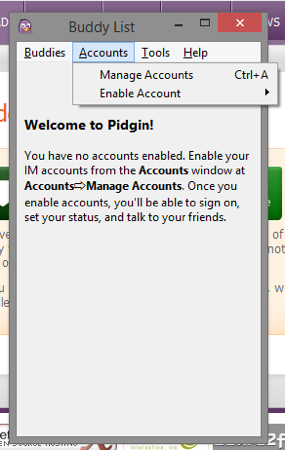 Buddy List
Buddies Accounts Tools Help
Manage Accounts Ctrl+A
Enable Account
Welcome to Pidgin!
You have no accounts enabled. Enable your
IM accounts from the Accounts window at
Accounts⇨Manage Accounts. Once you
enable accounts, you'll be able to sign on,
set your status, and talk to your friends.